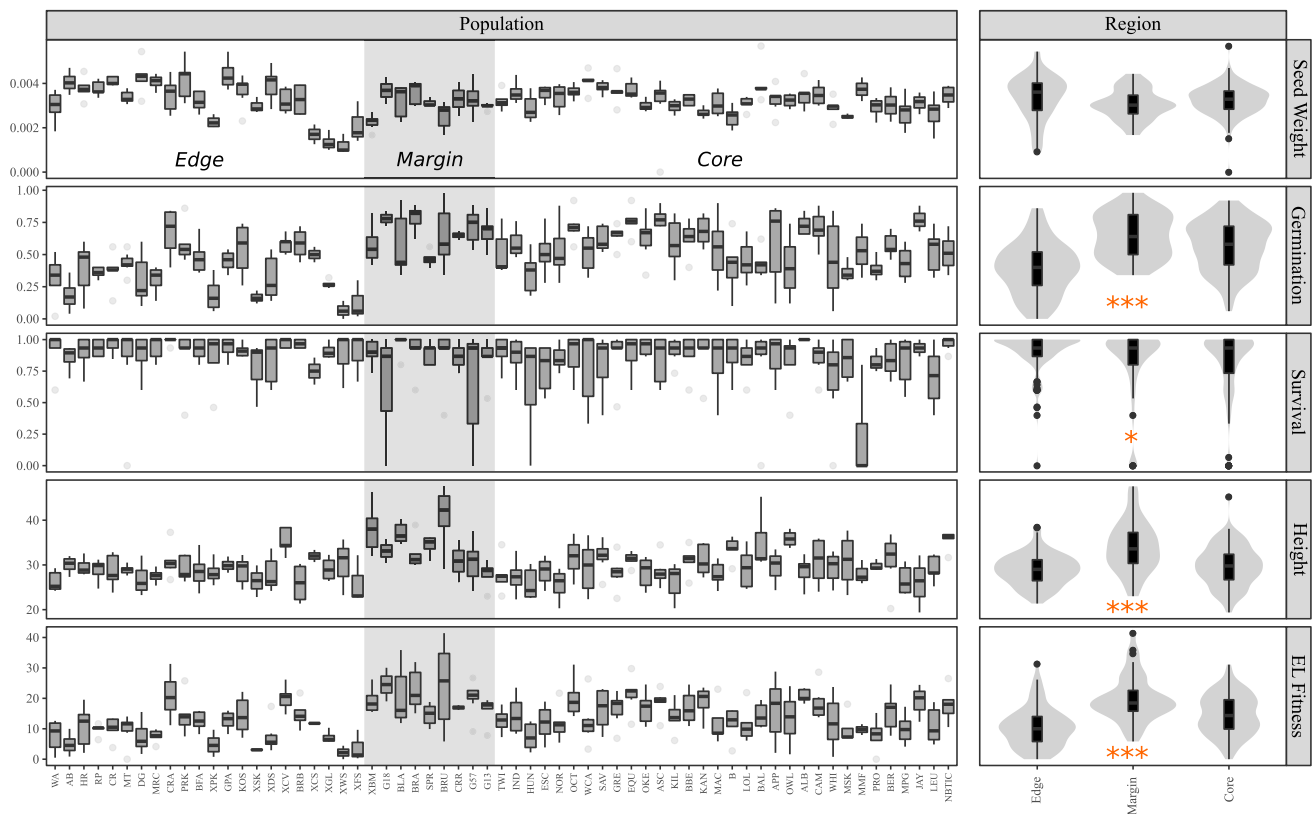 Population
Region
0.004
0.002
0.000
Edge
Margin
Core
Seed Weight
1.00
0.75
0.50
0.25
0.00
***
Germination
1.00
0.75
0.50
0.25
0.00
*
Survival
40
30
20
***
Height
40
30
20
10
0
***
EL Fitness
WA AB HR RP CR MT DG MRC CRA PRK BFA XPK GPA KOS XSK XDS XCV BRB XCS XGL XWS XFS XBM G18 BLA BRA SPR BRU CRR G57 G13 TWI IND HUN ESC NOR OCT WCA SAV GRE EQU OKE ASC KIL BBE KAN MAC B LOL BAL APP OWL ALB CAM WHI MSK MMF PRO BER MPG JAY LEU NBTIC
Edge Margin Core